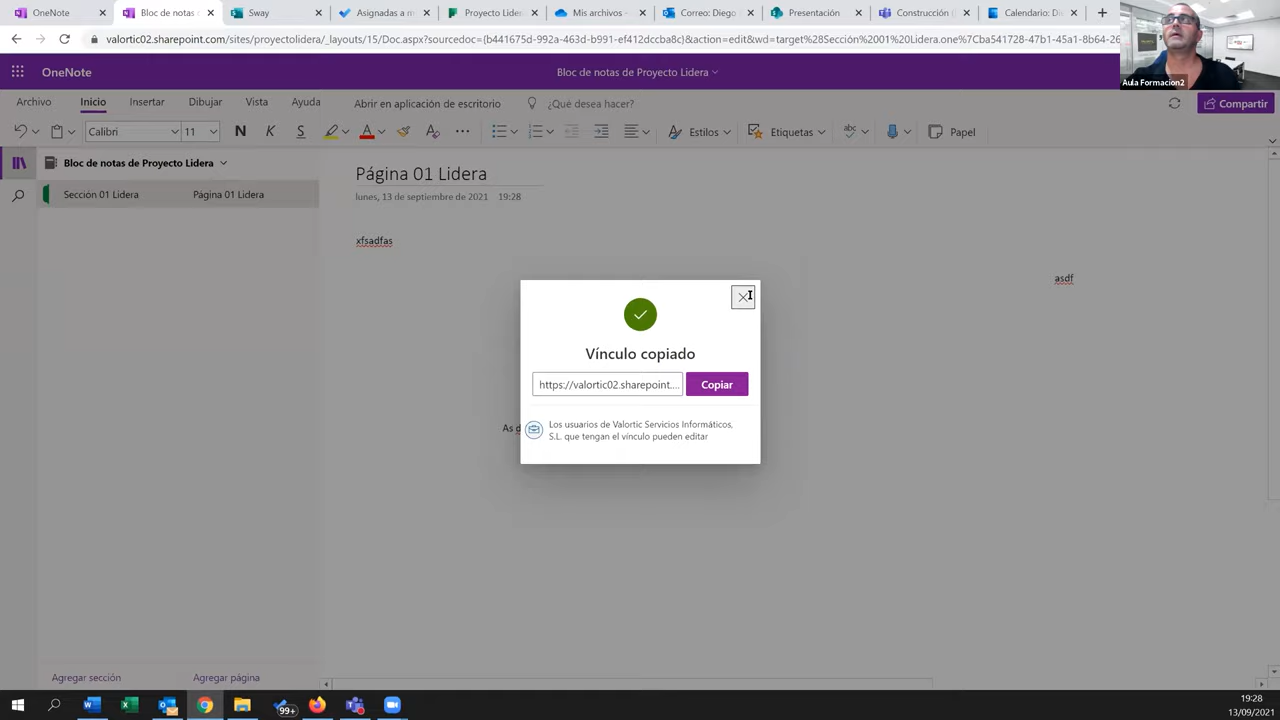 OneNote
Bloc de notas
Sway
Asignadas a m
Proyecto Lider
Mis archivos -
Correo: Diego
Presentación
Construcción (
Calendario: Di
valortic02.sharepoint.com/sites/proyectolidera/_layouts/15/Doc.aspx?sourcedoc={b441675d-992a-463d-b991-ef412dccba8c}&action=edit&wd=target%28Sección%2001%20Lidera.one%7Cba541728-47b1-45a1-8b64-26
Aula Formacion2
OneNote
Bloc de notas de Proyecto Lidera
Archivo Inicio Insertar Dibujar Vista Ayuda Abrir en aplicación de escritorio ¿Qué desea hacer?
Compartir
Calibri 11 N K S A A Estilos Etiquetas abc Papel
Bloc de notas de Proyecto Lidera
Sección 01 Lidera
Página 01 Lidera
Página 01 Lidera
lunes, 13 de septiembre de 2021 19:28
xfsadfas
asdf
As d
Vínculo copiado
https://valortic02.sharepoint....
Copiar
Los usuarios de Valortic Servicios Informáticos,
S.L. que tengan el vínculo pueden editar
Agregar sección
Agregar página
99+
19:28
13/09/2021